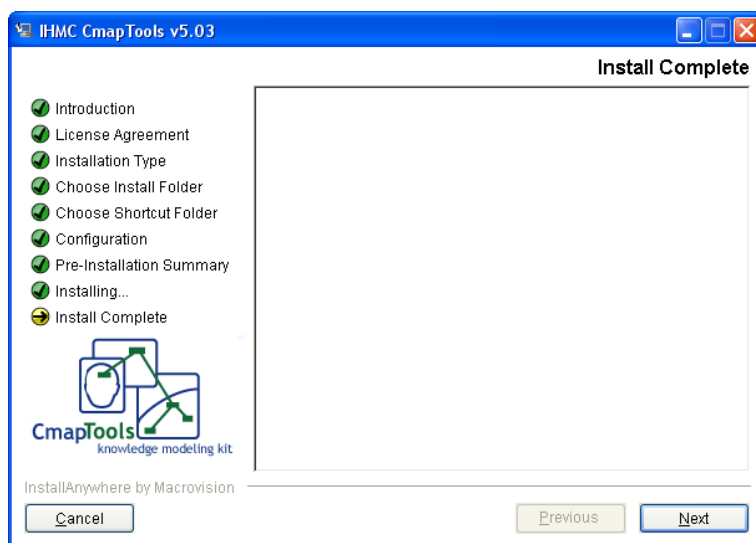 IHMC CmapTools v5.03
Install Complete
Introduction
License Agreement
Installation Type
Choose Install Folder
Choose Shortcut Folder
Configuration
Pre-Installation Summary
Installing...
Install Complete
CmapTools
knowledge modeling kit
InstallAnywhere by Macrovision
Cancel
Previous
Next